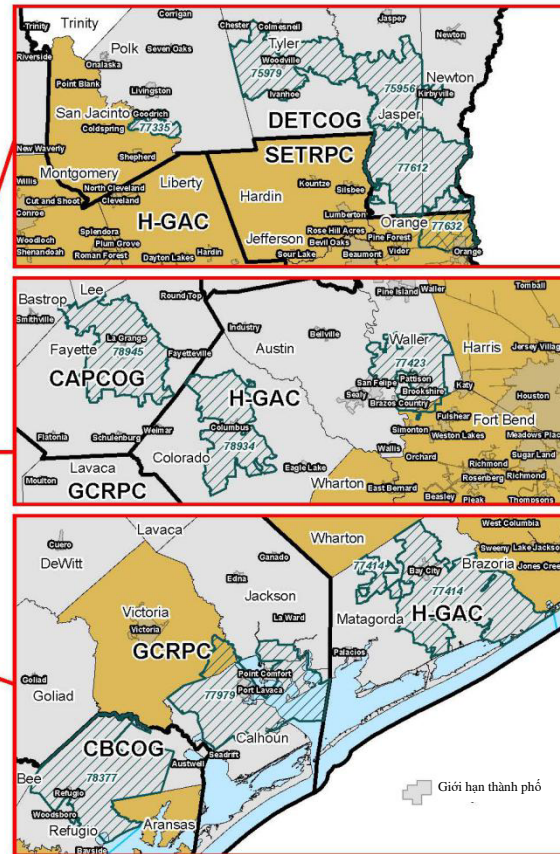 Trinity
Trinity
Corrigan
Chester
Colmesneil
Jasper
Newton
Riverside
Polk
Seven Oaks
Onalaska
Tyler
Woodville
75979
Point Blank
Livingston
75956
Newton
Ivanhoe
Kirbyville
San Jacinto
Goodrich
Coldspring
77335
DETCOG
Jasper
New Waverly
Shepherd
SETRPC
77612
Montgomery
Willis
North Cleveland
Liberty
Hardin
Kountze
Silsbee
Cut and Shoot
Cleveland
Conroe
H-GAC
Lumberton
Orange
77632
Splendora
Rose Hill Acres
Pine Forest
Woodloch
Plum Grove
Jefferson
Bevil Oaks
Vidor
Shenandoah
Roman Forest
Dayton Lakes
Hardin
Sour Lake
Beaumont
Orange
Lee
Bastrop
Round Top
Pine Island
Waller
Tomball
Smithville
Industry
Bellville
Waller
Harris
Jersey Villag
La Grange
Austin
77423
Fayette
78945
Fayetteville
Pattison
San Felipe
Brookshire
Katy
CAPCOG
H-GAC
Sealy
Brazos Country
Houston
Fulshear
Fort Bend
Columbus
Simonton
Weston Lakes
Meadows Plac
Flatonia
Schulenburg
Weimar
78934
Wallis
Orchard
Sugar Land
Lavaca
Colorado
Eagle Lake
Richmond
Moulton
Rosenberg
Richmond
GCRPC
Wharton
East Bernard
Beasley
Pleak
Thompsons
Lavaca
Wharton
West Columbia
Cuero
DeWitt
Ganado
Sweeny
Lake Jackso
Edna
77414
Bay City
Brazoria
Jones Cree
Victoria
Jackson
77414
Victoria
La Ward
Matagorda
H-GAC
GCRPC
Palacios
Goliad
Point Comfort
77979
Port Lavaca
Goliad
CBCOG
Calhoun
Bee
78377
Austwell
Seadrift
Refugio
Giới hạn thành phố
Woodsboro
Aransas
Refugio
Bayside